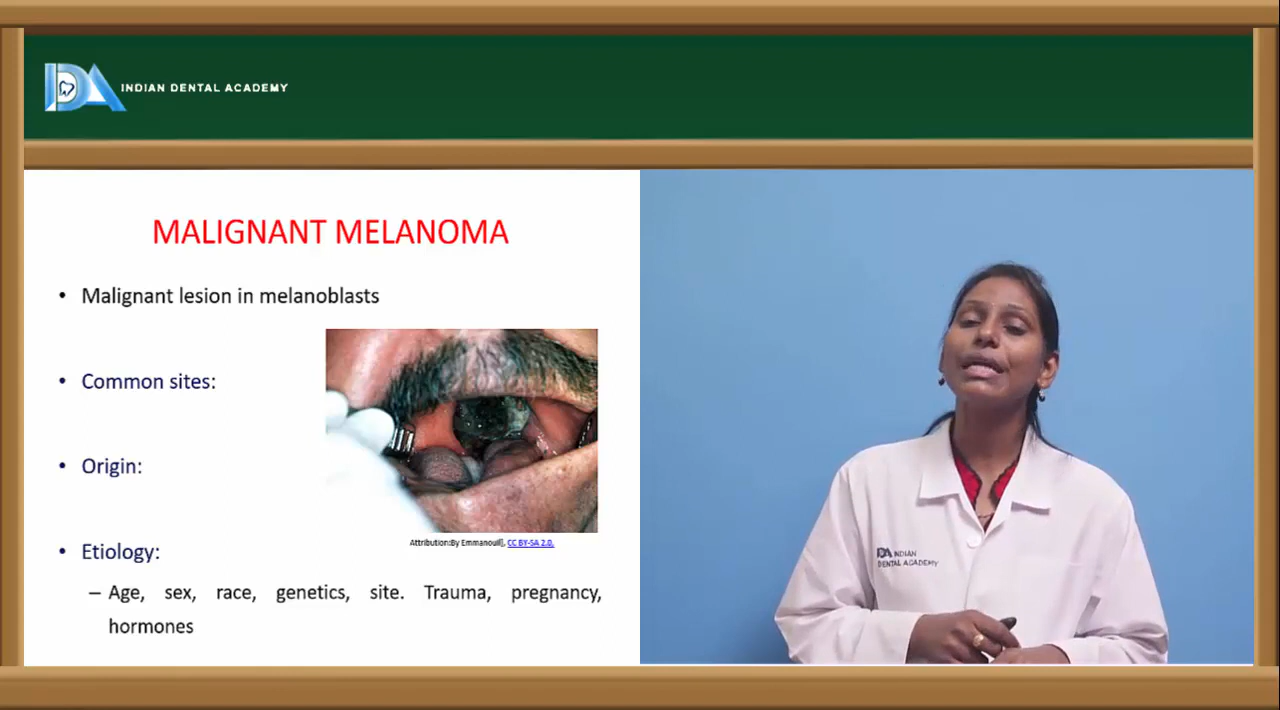 INDIAN DENTAL ACADEMY
MALIGNANT MELANOMA
• Malignant lesion in melanoblasts
• Common sites:
• Origin:
Attribution:By Emmanouil], CC BY-SA 2.0.
• Etiology:
– Age, sex, race, genetics, site. Trauma, pregnancy,
hormones
INDIAN
DENTAL ACADEMY